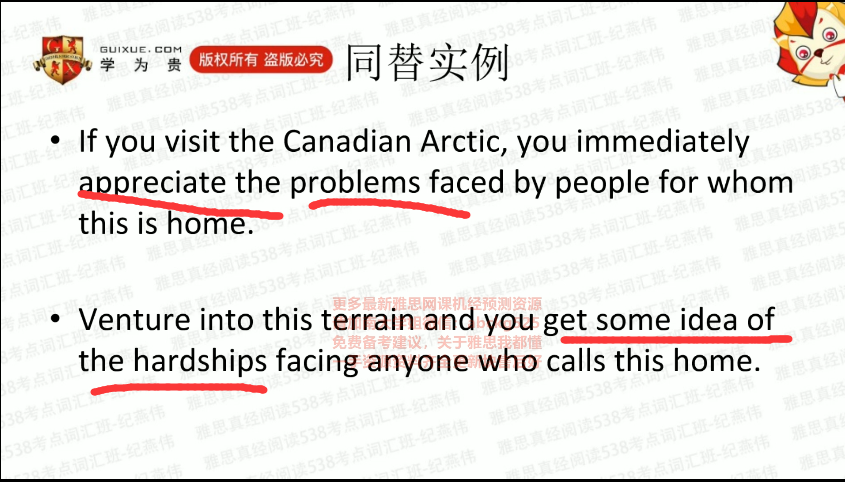 GUIXUE.COM
学为贵
版权所有 盗版必究
同替实例
• If you visit the Canadian Arctic, you immediately
appreciate the problems faced by people for whom
this is home.
更多最新雅思网课机经预测资源
• Venture into this terrain and you get some idea of
免费备考建议，关于雅思我都懂
the hardships facing anyone who calls this home.
雅思真经阅读538考点词汇班-纪燕伟